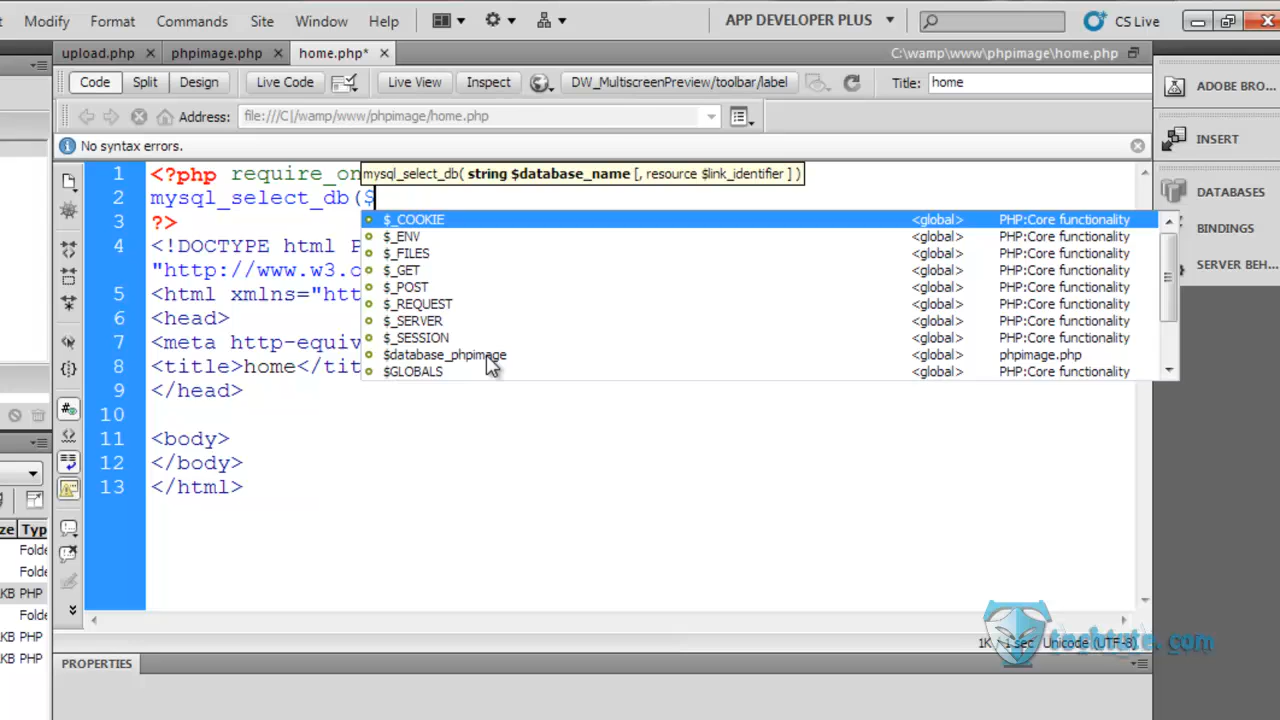 Modify Format Commands Site Window Help APP DEVELOPER PLUS CS Live
upload.php phpimage.php home.php* C:\wamp\www\phpimage\home.php
Code Split Design Live Code Live View Inspect DW_MultiscreenPreview/toolbar/label Title: home
Address: file:///C|/wamp/www/phpimage/home.php
No syntax errors.
1 <?php require_on
mysql_select_db( string $database_name [, resource $link_identifier ] )
2 mysql_select_db($
3 ?>
$_COOKIE <global> PHP:Core functionality
$_ENV <global> PHP:Core functionality
$_FILES <global> PHP:Core functionality
$_GET <global> PHP:Core functionality
$_POST <global> PHP:Core functionality
$_REQUEST <global> PHP:Core functionality
$_SERVER <global> PHP:Core functionality
$_SESSION <global> PHP:Core functionality
$database_phpimage <global> phpimage.php
$GLOBALS <global> PHP:Core functionality
4 <!DOCTYPE html P
"http://www.w3.o
5 <html xmlns="htt
6 <head>
7 <meta http-equiv
8 <title>home</tit
9 </head>
10
11 <body>
12 </body>
13 </html>
ADOBE BRO...
INSERT
DATABASES
BINDINGS
SERVER BEH...
ze Typ
Folde
Folde
KB PHP
Folde
KB PHP
KB PHP
1K / 1 sec Unicode (UTF-8)
techtute.com
PROPERTIES